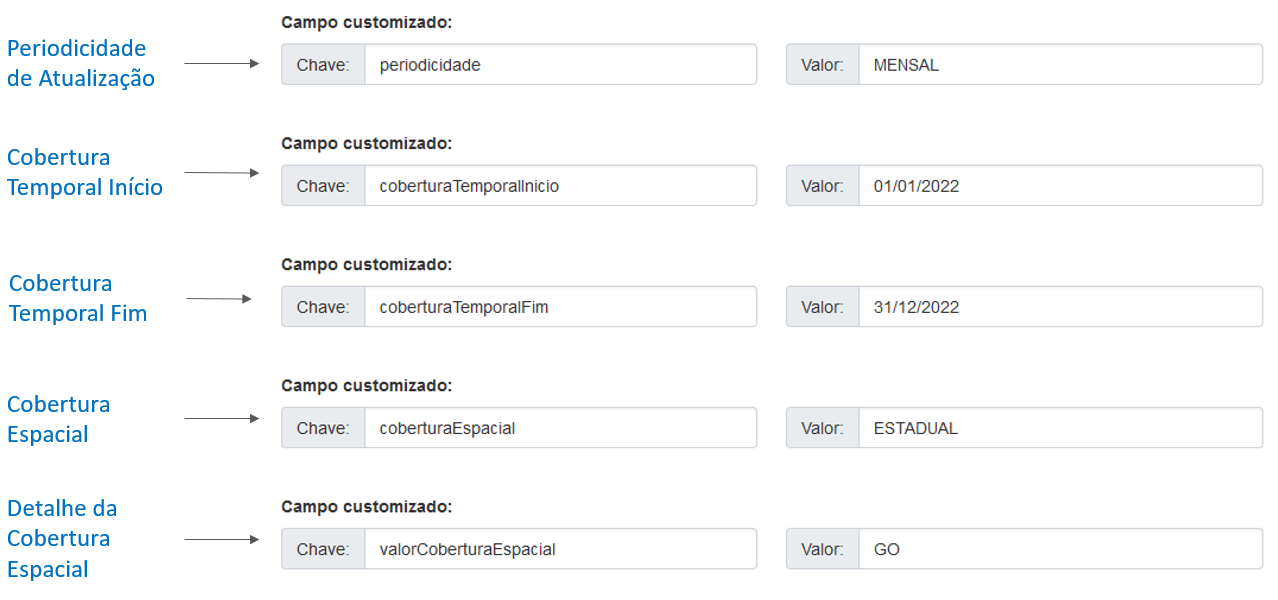 Campo customizado:
Periodicidade
de Atualização
Chave: periodicidade Valor: MENSAL
Campo customizado:
Cobertura
Temporal Início
Chave: coberturaTemporalInicio Valor: 01/01/2022
Campo customizado:
Cobertura
Temporal Fim
Chave: coberturaTemporalFim Valor: 31/12/2022
Campo customizado:
Cobertura
Espacial
Chave: coberturaEspacial Valor: ESTADUAL
Campo customizado:
Detalhe da
Cobertura
Espacial
Chave: valorCoberturaEspacial Valor: GO